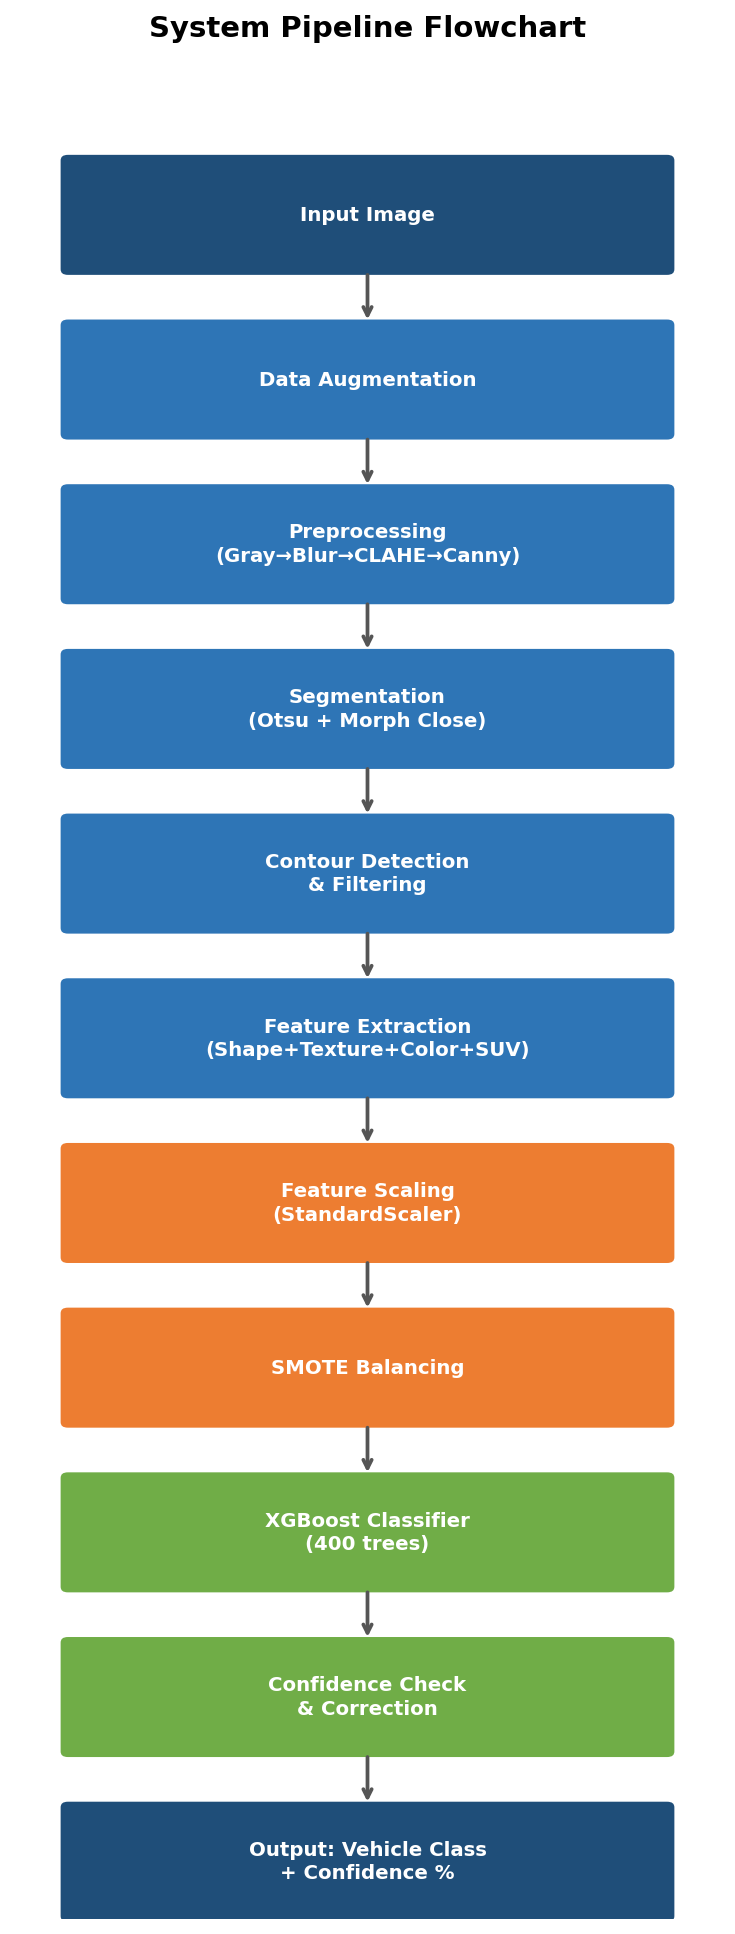 System Pipeline Flowchart
Input Image
Data Augmentation
Preprocessing
(Gray→Blur→CLAHE→Canny)
Segmentation
(Otsu + Morph Close)
Contour Detection
& Filtering
Feature Extraction
(Shape+Texture+Color+SUV)
Feature Scaling
(StandardScaler)
SMOTE Balancing
XGBoost Classifier
(400 trees)
Confidence Check
& Correction
Output: Vehicle Class
+ Confidence %